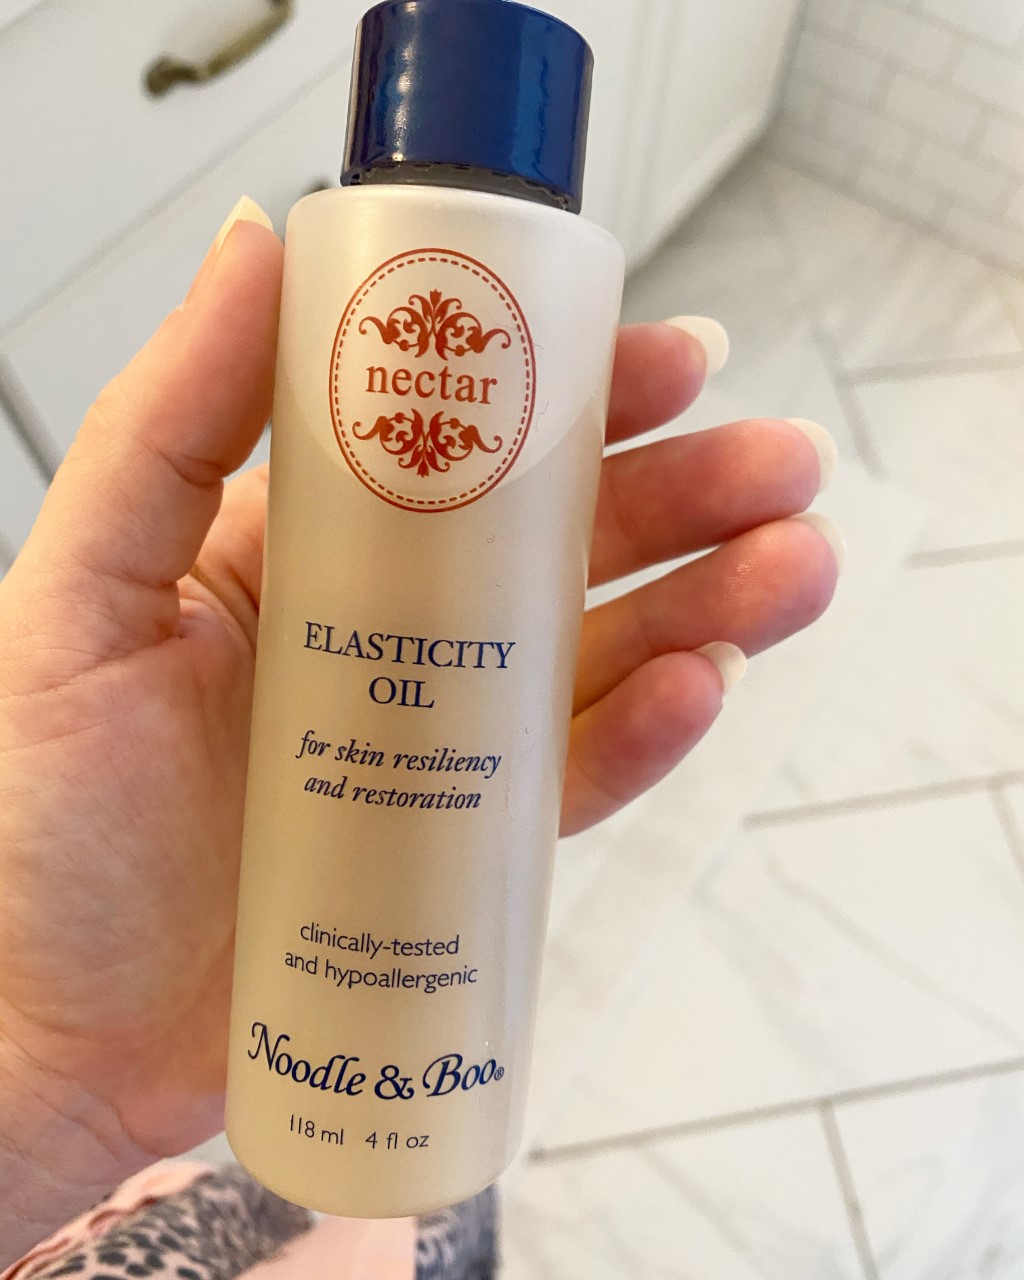 nectar
ELASTICITY
OIL
for skin resiliency
and restoration
clinically-tested
and hypoallergenic
Noodle & Boo®
118 ml 4 fl oz